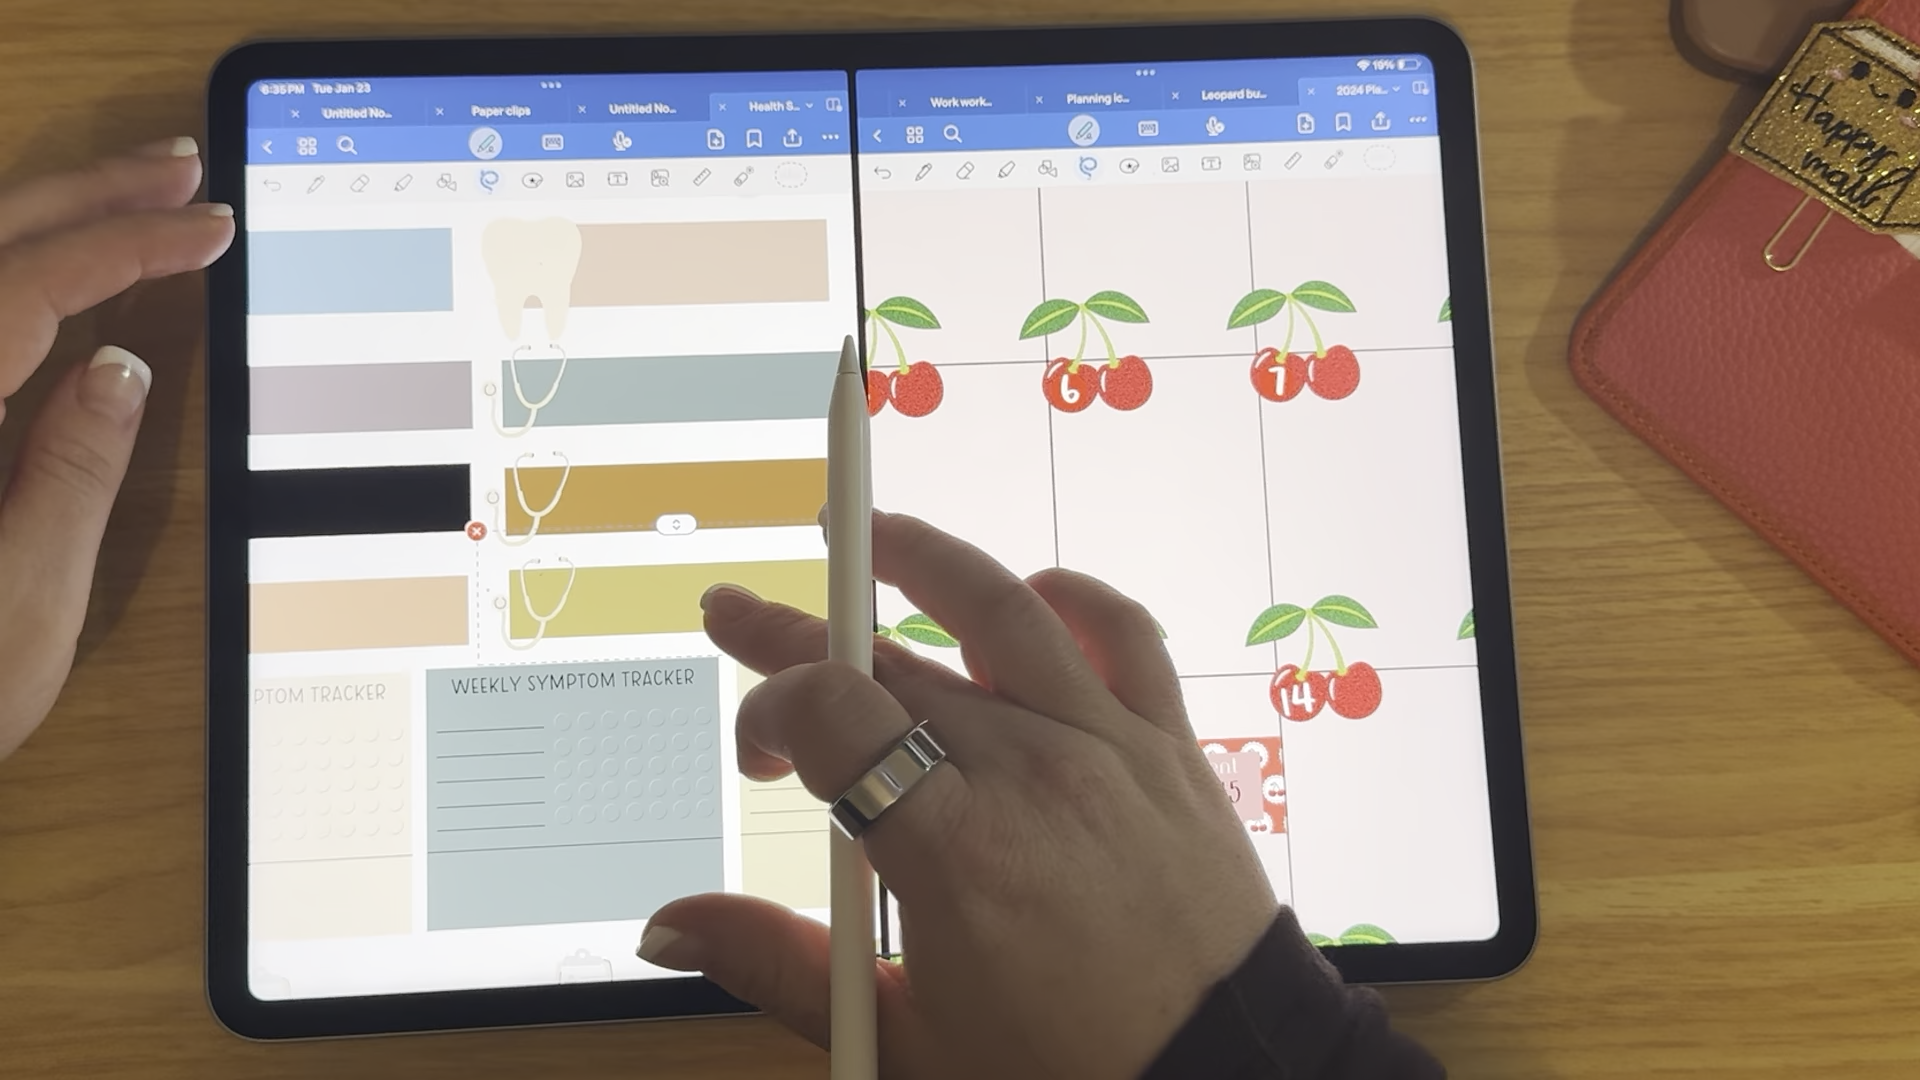 6:35 PM Tue Jan 23
19%
Untitled No...
Paper clips
Untitled No...
Health S...
Work work...
Planning ic...
Leopard bu...
2024 Pla...
6
7
14
PTOM TRACKER
WEEKLY SYMPTOM TRACKER
Happy
mail